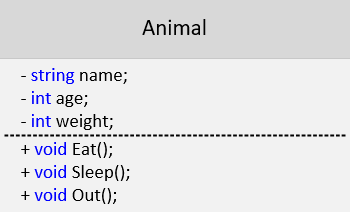 Animal
- string name;
- int age;
- int weight;
+ void Eat();
+ void Sleep();
+ void Out();